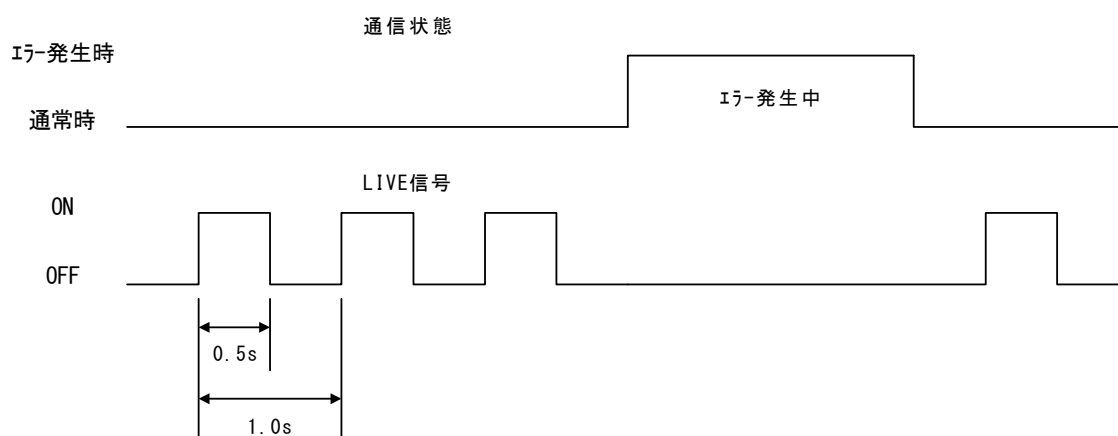 通信状態
ｴﾗｰ発生時
ｴﾗｰ発生中
通常時
LIVE信号
ON
OFF
0.5s
1.0s